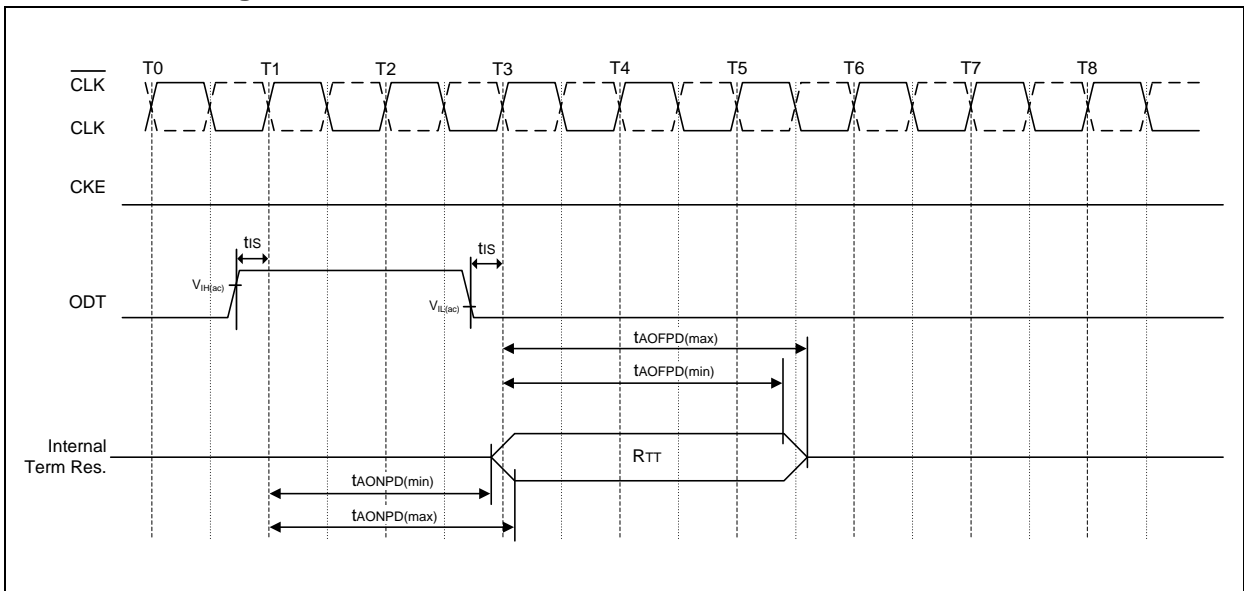 T0 T1 T2 T3 T4 T5 T6 T7 T8
CLK
CLK
CKE
tIS tIS
VIH(ac)
ODT
VIL(ac)
tAOFPD(max)
tAOFPD(min)
Internal
Term Res.
RTT
tAONPD(min)
tAONPD(max)